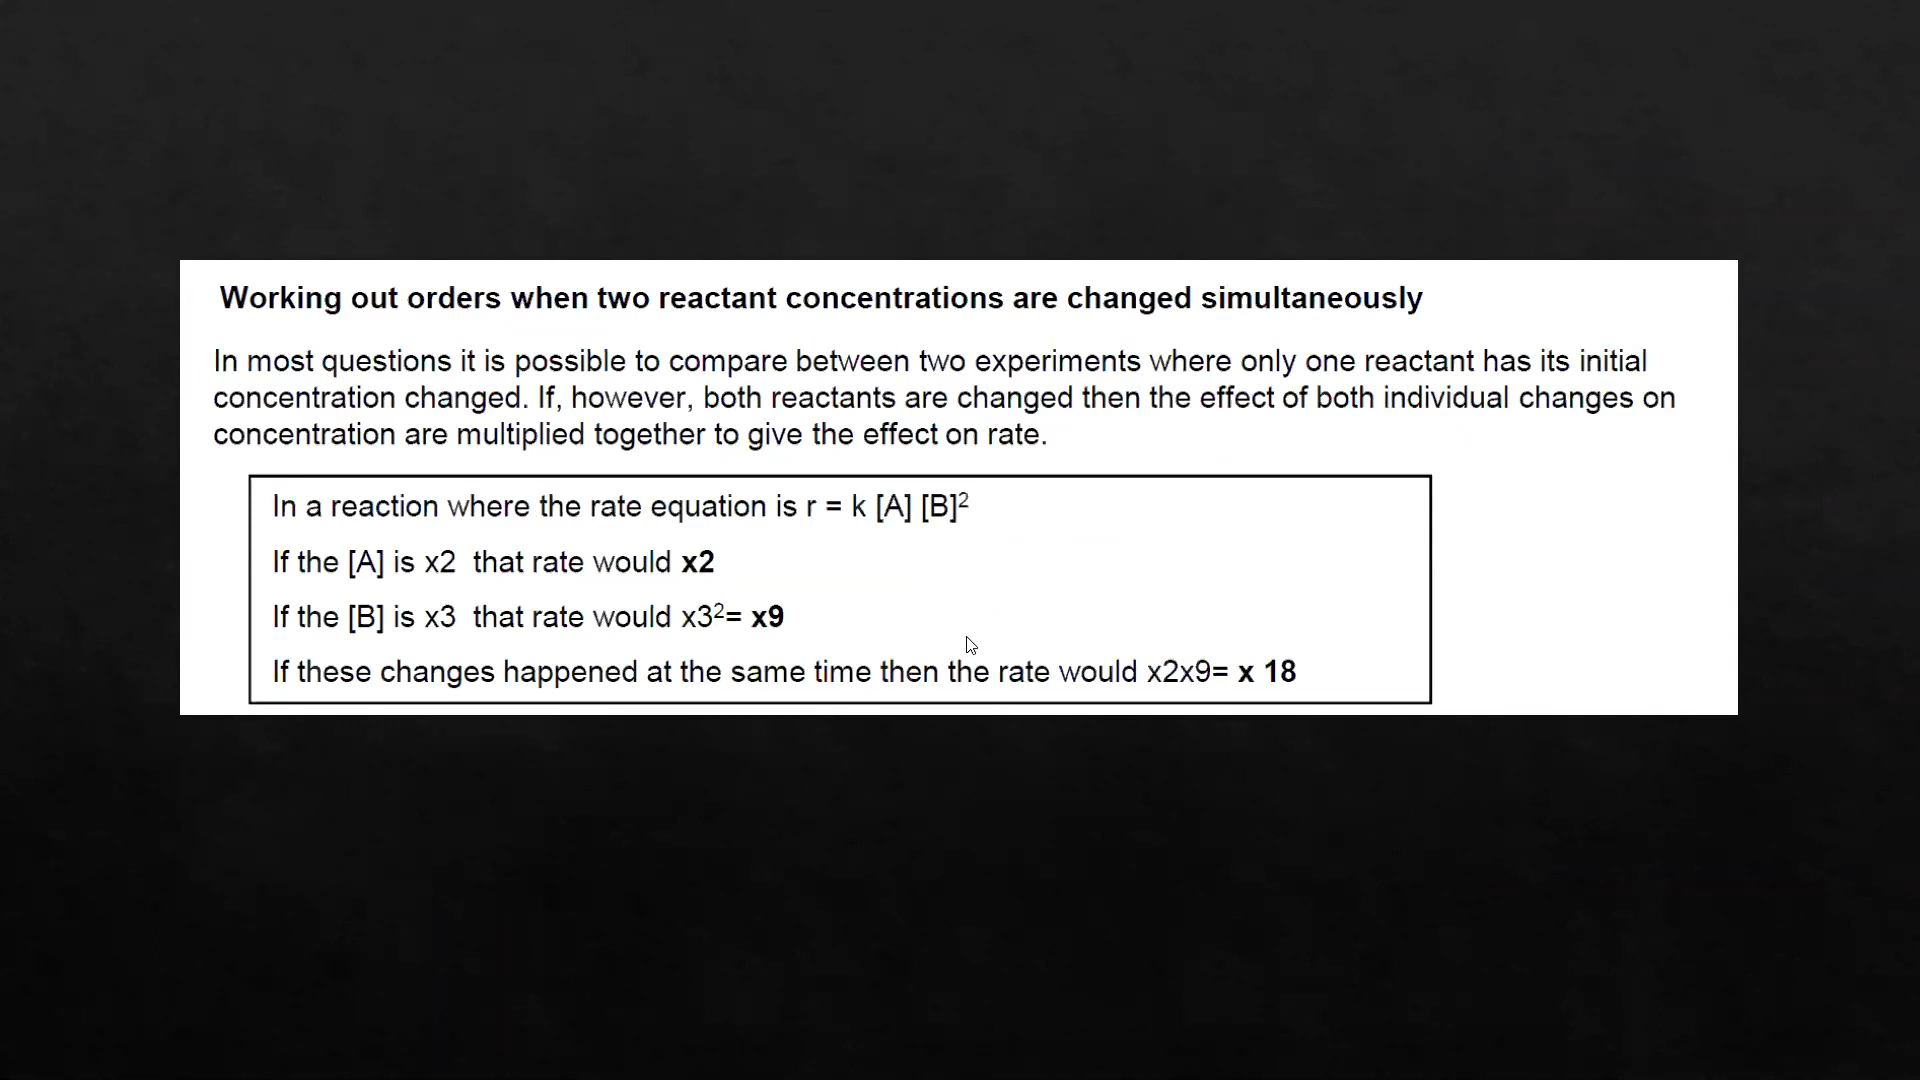 Working out orders when two reactant concentrations are changed simultaneously
In most questions it is possible to compare between two experiments where only one reactant has its initial
concentration changed. If, however, both reactants are changed then the effect of both individual changes on
concentration are multiplied together to give the effect on rate.
In a reaction where the rate equation is r = k [A] [B]²
If the [A] is x2 that rate would x2
If the [B] is x3 that rate would x3²= x9
If these changes happened at the same time then the rate would x2x9= x 18